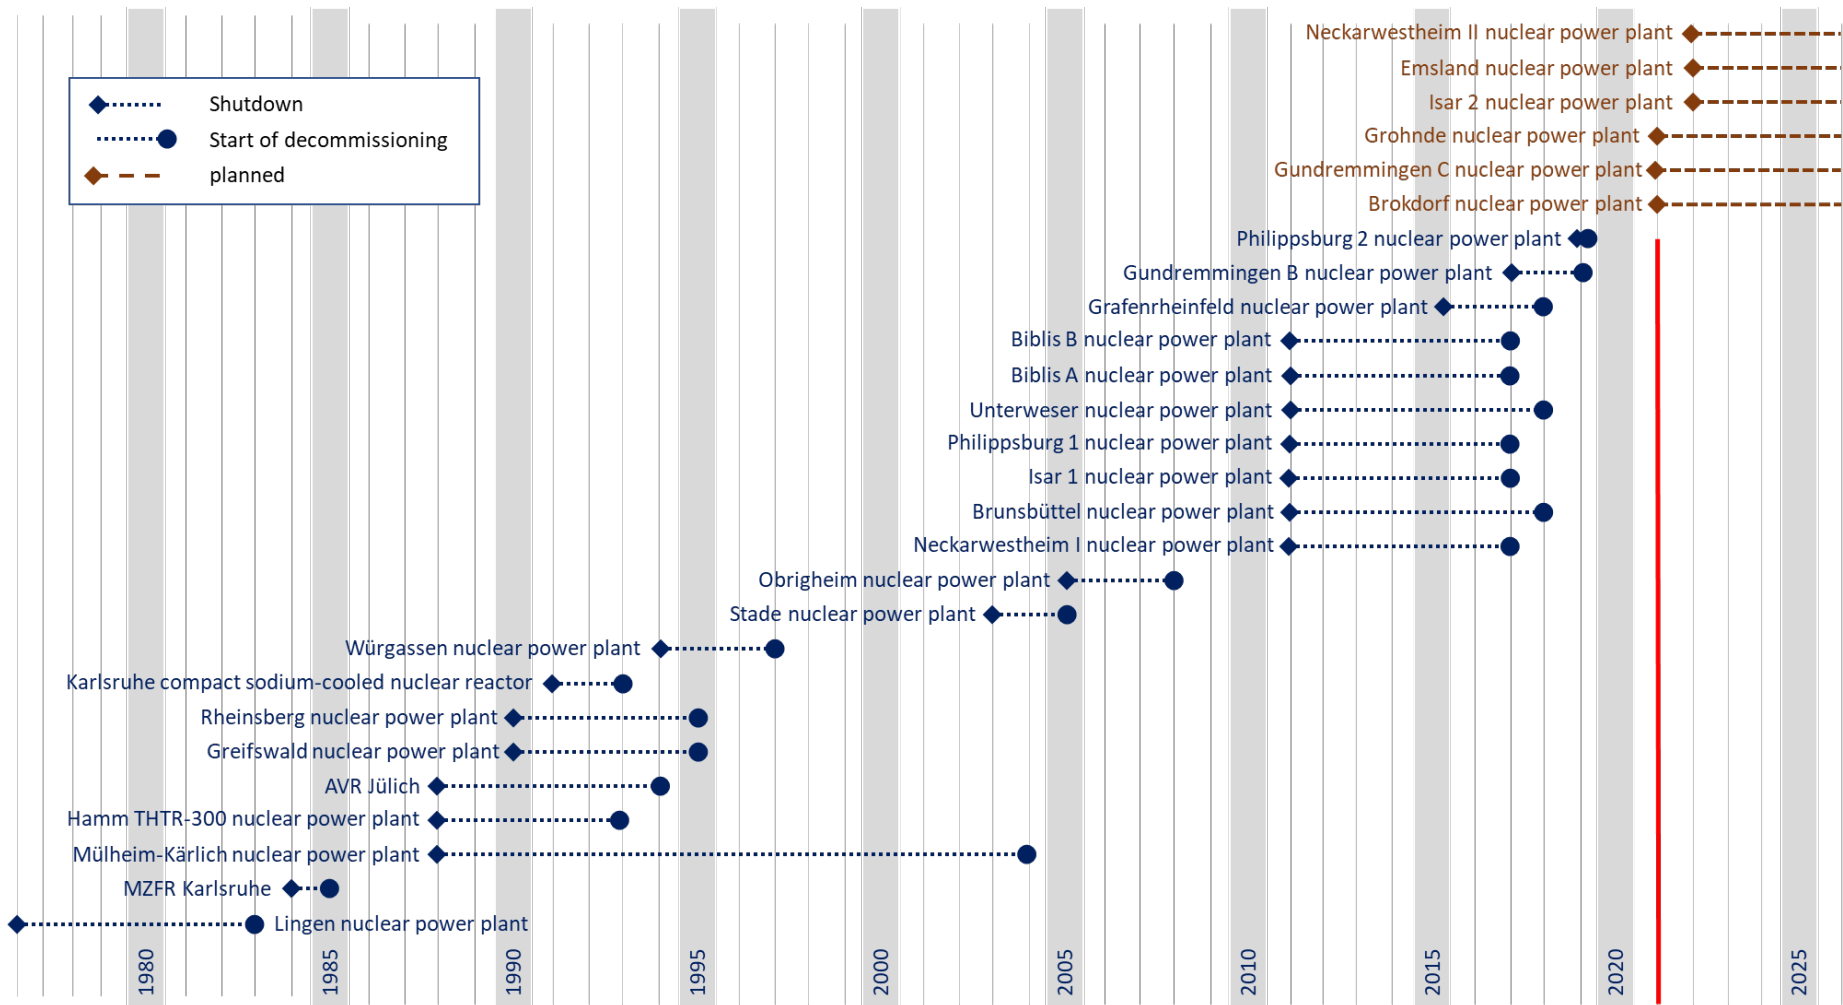 Neckarwestheim II nuclear power plant
Emsland nuclear power plant
Isar 2 nuclear power plant
Grohnde nuclear power plant
Gundremmingen C nuclear power plant
Brokdorf nuclear power plant
Shutdown
Start of decommissioning
planned
Philippsburg 2 nuclear power plant
Gundremmingen B nuclear power plant
Grafenrheinfeld nuclear power plant
Biblis B nuclear power plant
Biblis A nuclear power plant
Unterweser nuclear power plant
Philippsburg 1 nuclear power plant
Isar 1 nuclear power plant
Brunsbüttel nuclear power plant
Neckarwestheim I nuclear power plant
Obrigheim nuclear power plant
Stade nuclear power plant
Würgassen nuclear power plant
Karlsruhe compact sodium-cooled nuclear reactor
Rheinsberg nuclear power plant
Greifswald nuclear power plant
AVR Jülich
Hamm THTR-300 nuclear power plant
Mülheim-Kärlich nuclear power plant
MZFR Karlsruhe
Lingen nuclear power plant
1980
1985
1990
1995
2000
2005
2010
2015
2020
2025